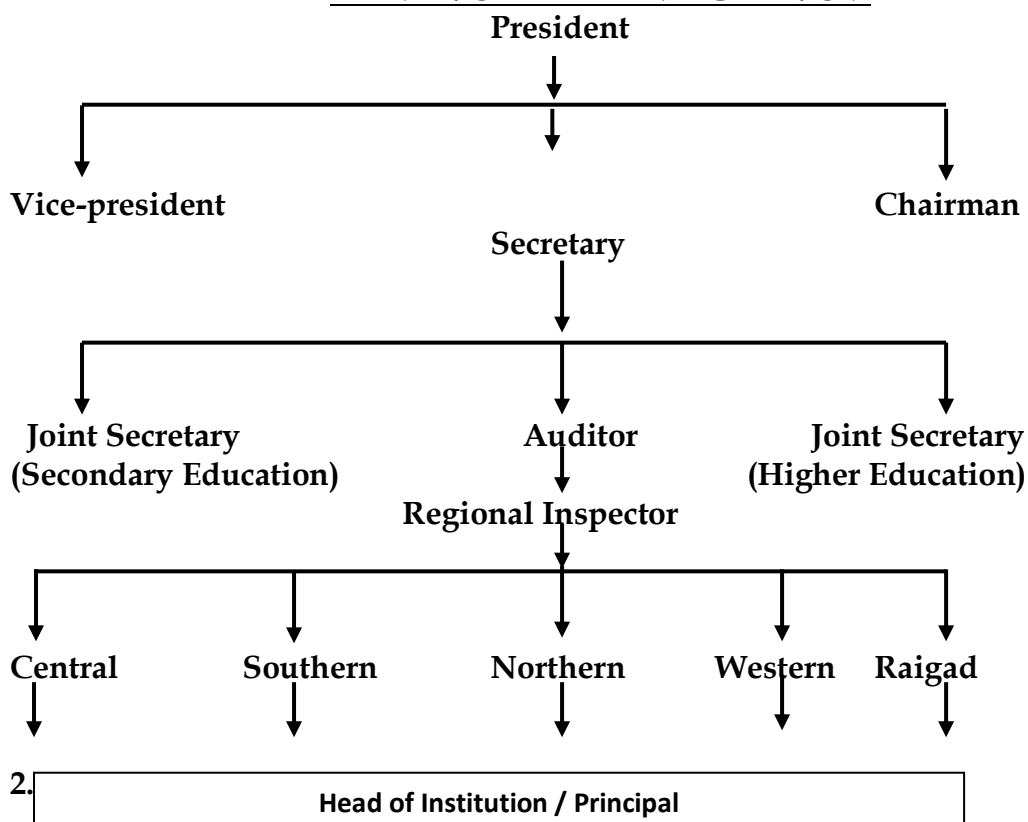 President
Vice-president Chairman
Secretary
Joint Secretary Auditor Joint Secretary
(Secondary Education) (Higher Education)
Regional Inspector
Central Southern Northern Western Raigad
2.
Head of Institution / Principal